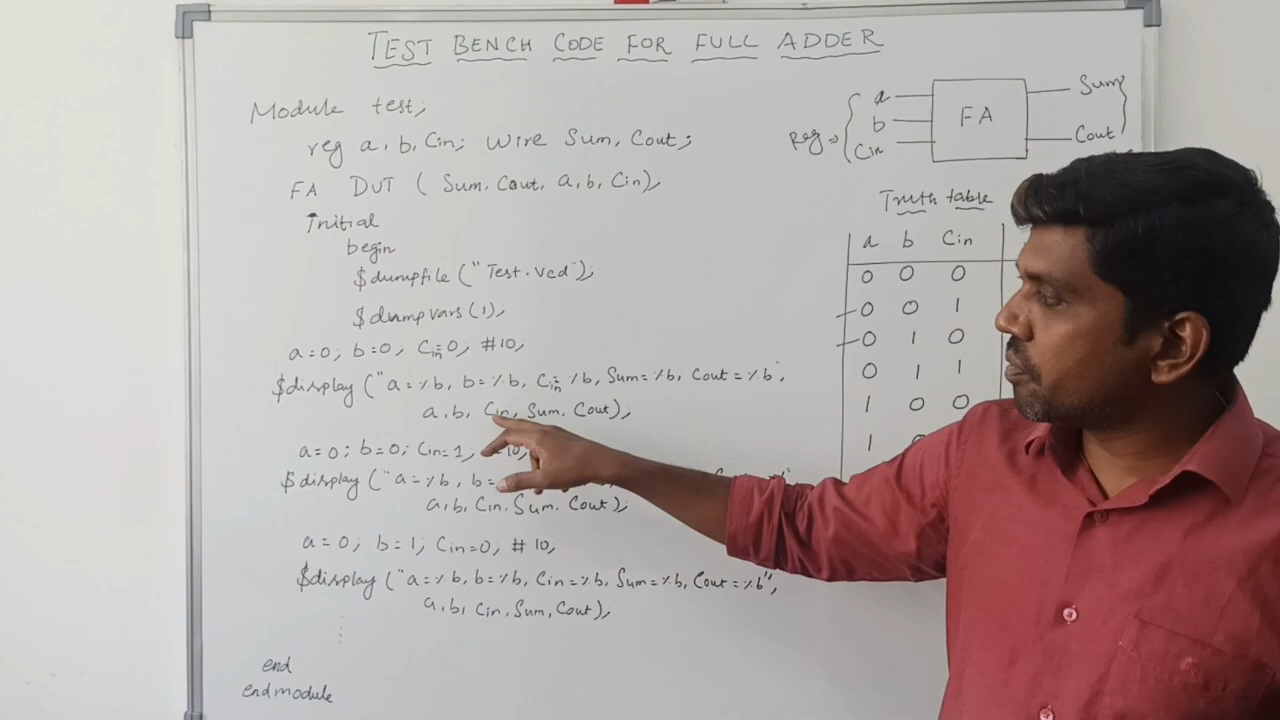 TEST BENCH CODE FOR FULL ADDER
Module test;
reg a, b, Cin; wire Sum, Cout;
FA DUT ( Sum, Cout, a, b, Cin);
Initial
begin
$dumpfile ("Test.vcd");
$dumpvars (1);
a=0; b=0; Cin=0; #10;
$display ("a=%b, b=%b, Cin=%b, Sum=%b, Cout=%b",
a, b, Cin, Sum, Cout);
a=0; b=0; Cin=1; #10;
$display ("a=%b, b=
a, b, Cin, Sum, Cout);
a=0; b=1; Cin=0; #10;
$display ("a=%b, b=%b, Cin=%b, Sum=%b, Cout=%b",
a, b, Cin, Sum, Cout);
end
endmodule
Reg => a b Cin
FA
Sum
Cout
Truth table
a b Cin
0 0 0
0 0 1
0 1 0
0 1 1
1 0 0
1 0